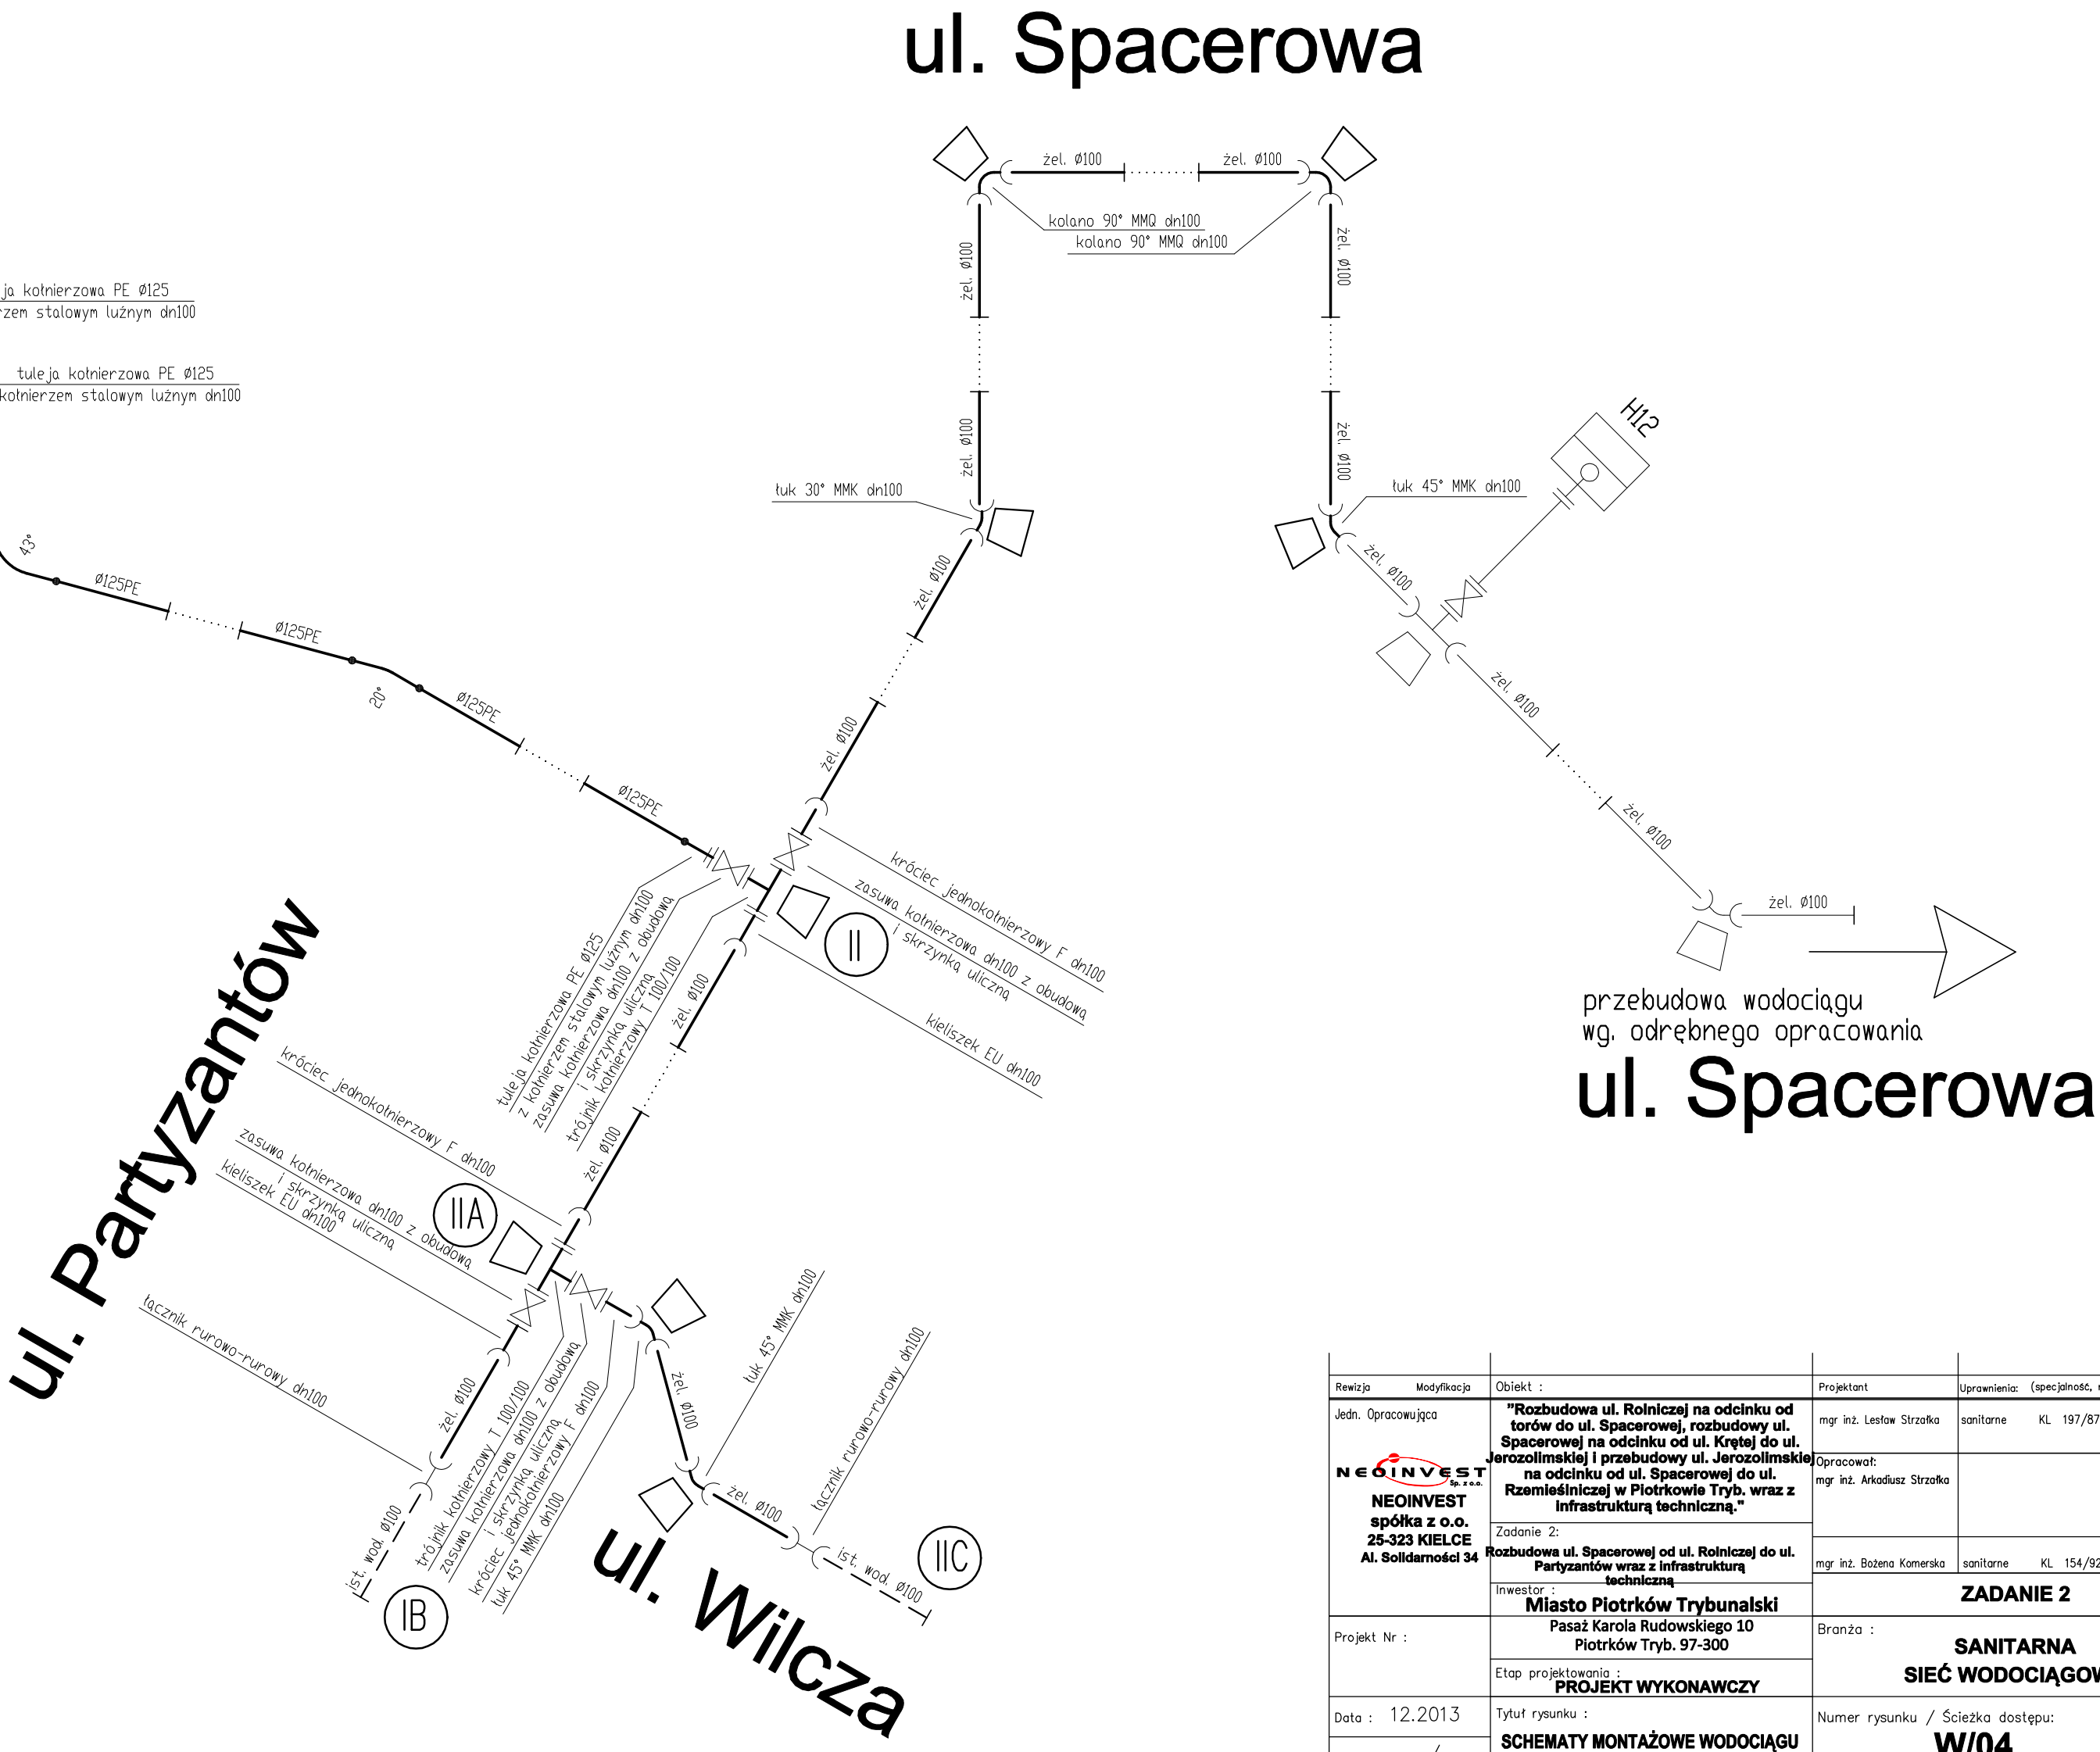 ul. Spacerowa
żel. Ø100
żel. Ø100
kolano 90° MMQ dn100
kolano 90° MMQ dn100
żel. Ø100
żel. Ø100
ja kołnierzowa PE Ø125
rzem stalowym luźnym dn100
tuleja kołnierzowa PE Ø125
kołnierzem stalowym luźnym dn100
żel. Ø100
żel. Ø100
H12
łuk 30° MMK dn100
łuk 45° MMK dn100
43°
Ø125PE
Ø125PE
20°
Ø125PE
Ø125PE
żel. Ø100
żel. Ø100
żel. Ø100
żel. Ø100
żel. Ø100
żel. Ø100
króciec jednokołnierzowy F dn100
zasuwa kołnierzowa dn100 z obudową
i skrzynką uliczną
kieliszek EU dn100
II
tuleja kołnierzowa PE Ø125
z kołnierzem stalowym luźnym dn100
zasuwa kołnierzowa dn100 z obudową
i skrzynką uliczną
trójnik kołnierzowy T 100/100
żel. Ø100
żel. Ø100
przebudowa wodociągu
wg. odrębnego opracowania
ul. Spacerowa
ul. Partyzantów
króciec jednokołnierzowy F dn100
zasuwa kołnierzowa dn100 z obudową
i skrzynką uliczną
kieliszek EU dn100
IIA
łącznik rurowo-rurowy dn100
żel. Ø100
ist. wod. Ø100
IB
trójnik kołnierzowy T 100/100
zasuwa kołnierzowa dn100 z obudową
i skrzynką uliczną
króciec jednokołnierzowy F dn100
łuk 45° MMK dn100
żel. Ø100
łuk 45° MMK dn100
łącznik rurowo-rurowy dn100
żel. Ø100
ist. wod. Ø100
IIC
ul. Wilcza
Rewizja Modyfikacja
Obiekt :
Projektant
Uprawnienia: (specjalność,
Jedn. Opracowująca
"Rozbudowa ul. Rolniczej na odcinku od
torów do ul. Spacerowej, rozbudowy ul.
Spacerowej na odcinku od ul. Krętej do ul.
Jerozolimskiej i przebudowy ul. Jerozolimskiej
na odcinku od ul. Spacerowej do ul.
Rzemieślniczej w Piotrkowie Tryb. wraz z
infrastrukturą techniczną."
mgr inż. Lesław Strzałka
sanitarne KL 197/87
Opracował:
mgr inż. Arkadiusz Strzałka
NEOINVEST
Sp. z o.o.
NEOINVEST
spółka z o.o.
25-323 KIELCE
Al. Solidarności 34
Zadanie 2:
Rozbudowa ul. Spacerowej od ul. Rolniczej do ul.
Partyzantów wraz z infrastrukturą
techniczną
mgr inż. Bożena Komerska
sanitarne KL 154/92
Inwestor :
Miasto Piotrków Trybunalski
Pasaż Karola Rudowskiego 10
Piotrków Tryb. 97-300
ZADANIE 2
Projekt Nr :
Branża :
SANITARNA
SIEĆ WODOCIĄGOW
Etap projektowania :
PROJEKT WYKONAWCZY
Data : 12.2013
Tytuł rysunku :
SCHEMATY MONTAŻOWE WODOCIĄGU
Numer rysunku / Ścieżka dostępu:
W/04